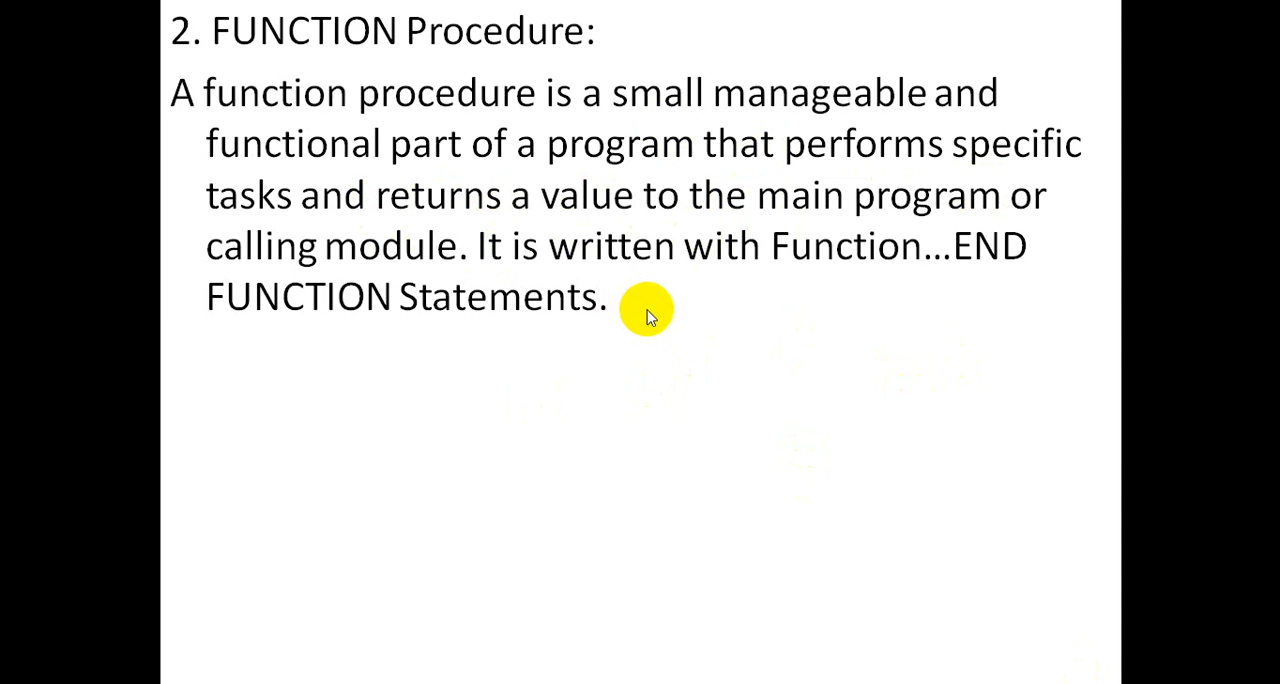 2. FUNCTION Procedure:
A function procedure is a small manageable and
functional part of a program that performs specific
tasks and returns a value to the main program or
calling module. It is written with Function...END
FUNCTION Statements.